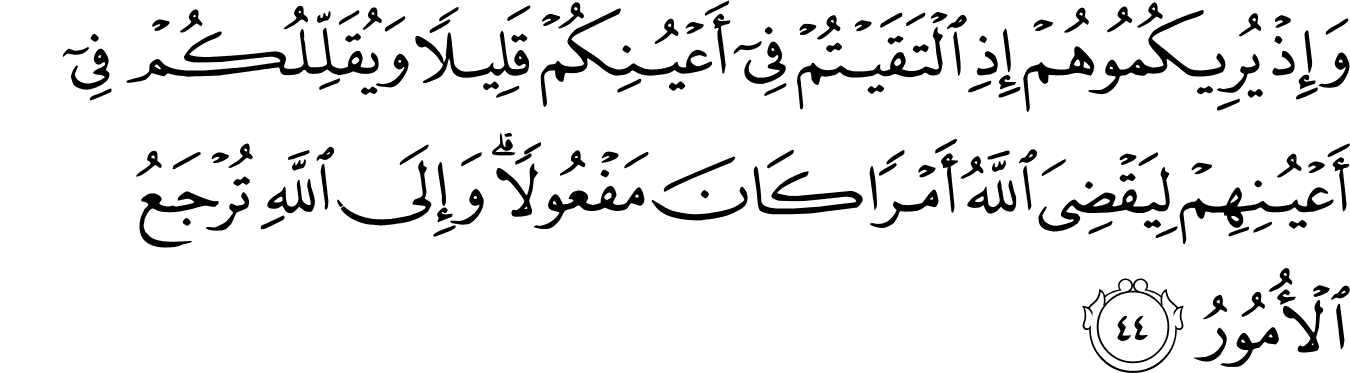 وَإِذْ يُرِيكُمُوهُمْ إِذِ ٱلْتَقَيْتُمْ فِىٓ أَعْيُنِكُمْ قَلِيلًا وَيُقَلِّلُكُمْ فِىٓ
أَعْيُنِهِمْ لِيَقْضِىَ ٱللَّهُ أَمْرًا كَانَ مَفْعُولًا ۗ وَإِلَى ٱللَّهِ تُرْجَعُ
ٱلْأُمُورُ ٤٤